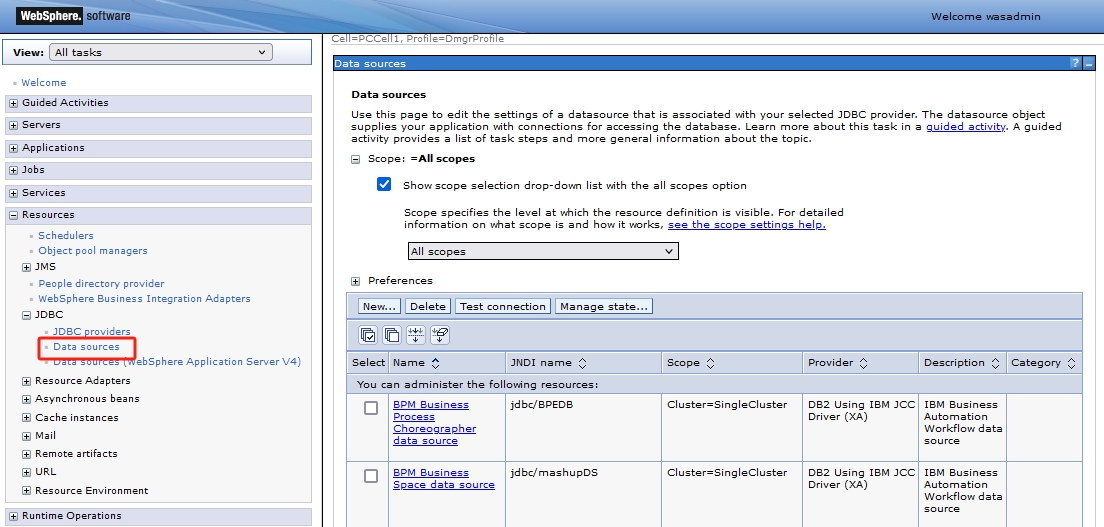 WebSphere. software
Welcome wasadmin
View: All tasks
Welcome
Guided Activities
Servers
Applications
Jobs
Services
Resources
Schedulers
Object pool managers
JMS
People directory provider
WebSphere Business Integration Adapters
JDBC
JDBC providers
Data sources
Data sources (WebSphere Application Server V4)
Resource Adapters
Asynchronous beans
Cache instances
Mail
Remote artifacts
URL
Resource Environment
Runtime Operations
Cell=PCCell1, Profile=DmgrProfile
Data sources
?
Data sources
Use this page to edit the settings of a datasource that is associated with your selected JDBC provider. The datasource object
supplies your application with connections for accessing the database. Learn more about this task in a guided activity. A guided
activity provides a list of task steps and more general information about the topic.
Scope: =All scopes
Show scope selection drop-down list with the all scopes option
Scope specifies the level at which the resource definition is visible. For detailed
information on what scope is and how it works, see the scope settings help.
All scopes
Preferences
New... Delete Test connection Manage state...
Select Name JNDI name Scope Provider Description Category
You can administer the following resources:
BPM Business
Process
Choreographer
data source
jdbc/BPEDB
Cluster=SingleCluster
DB2 Using IBM JCC
Driver (XA)
IBM Business
Automation
Workflow data
source
BPM Business
Space data source
jdbc/mashupDS
Cluster=SingleCluster
DB2 Using IBM JCC
Driver (XA)
IBM Business
Automation
Workflow data
source